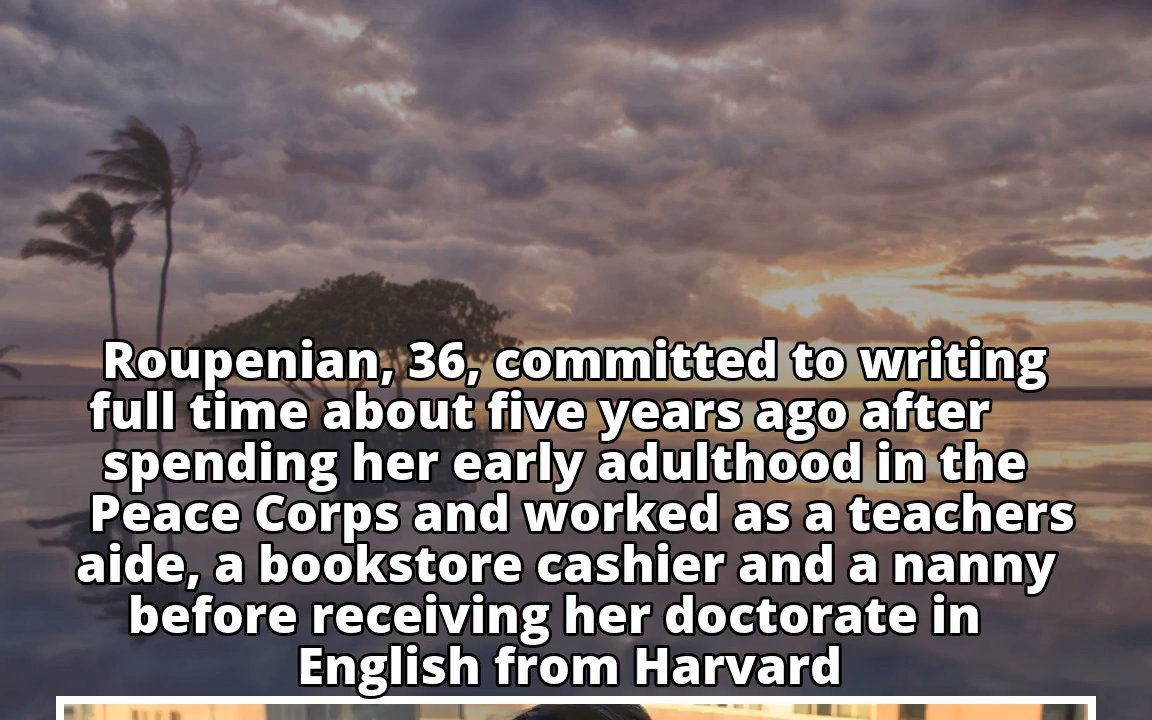 Roupenian, 36, committed to writing
full time about five years ago after
spending her early adulthood in the
Peace Corps and worked as a teachers
aide, a bookstore cashier and a nanny
before receiving her doctorate in
English from Harvard